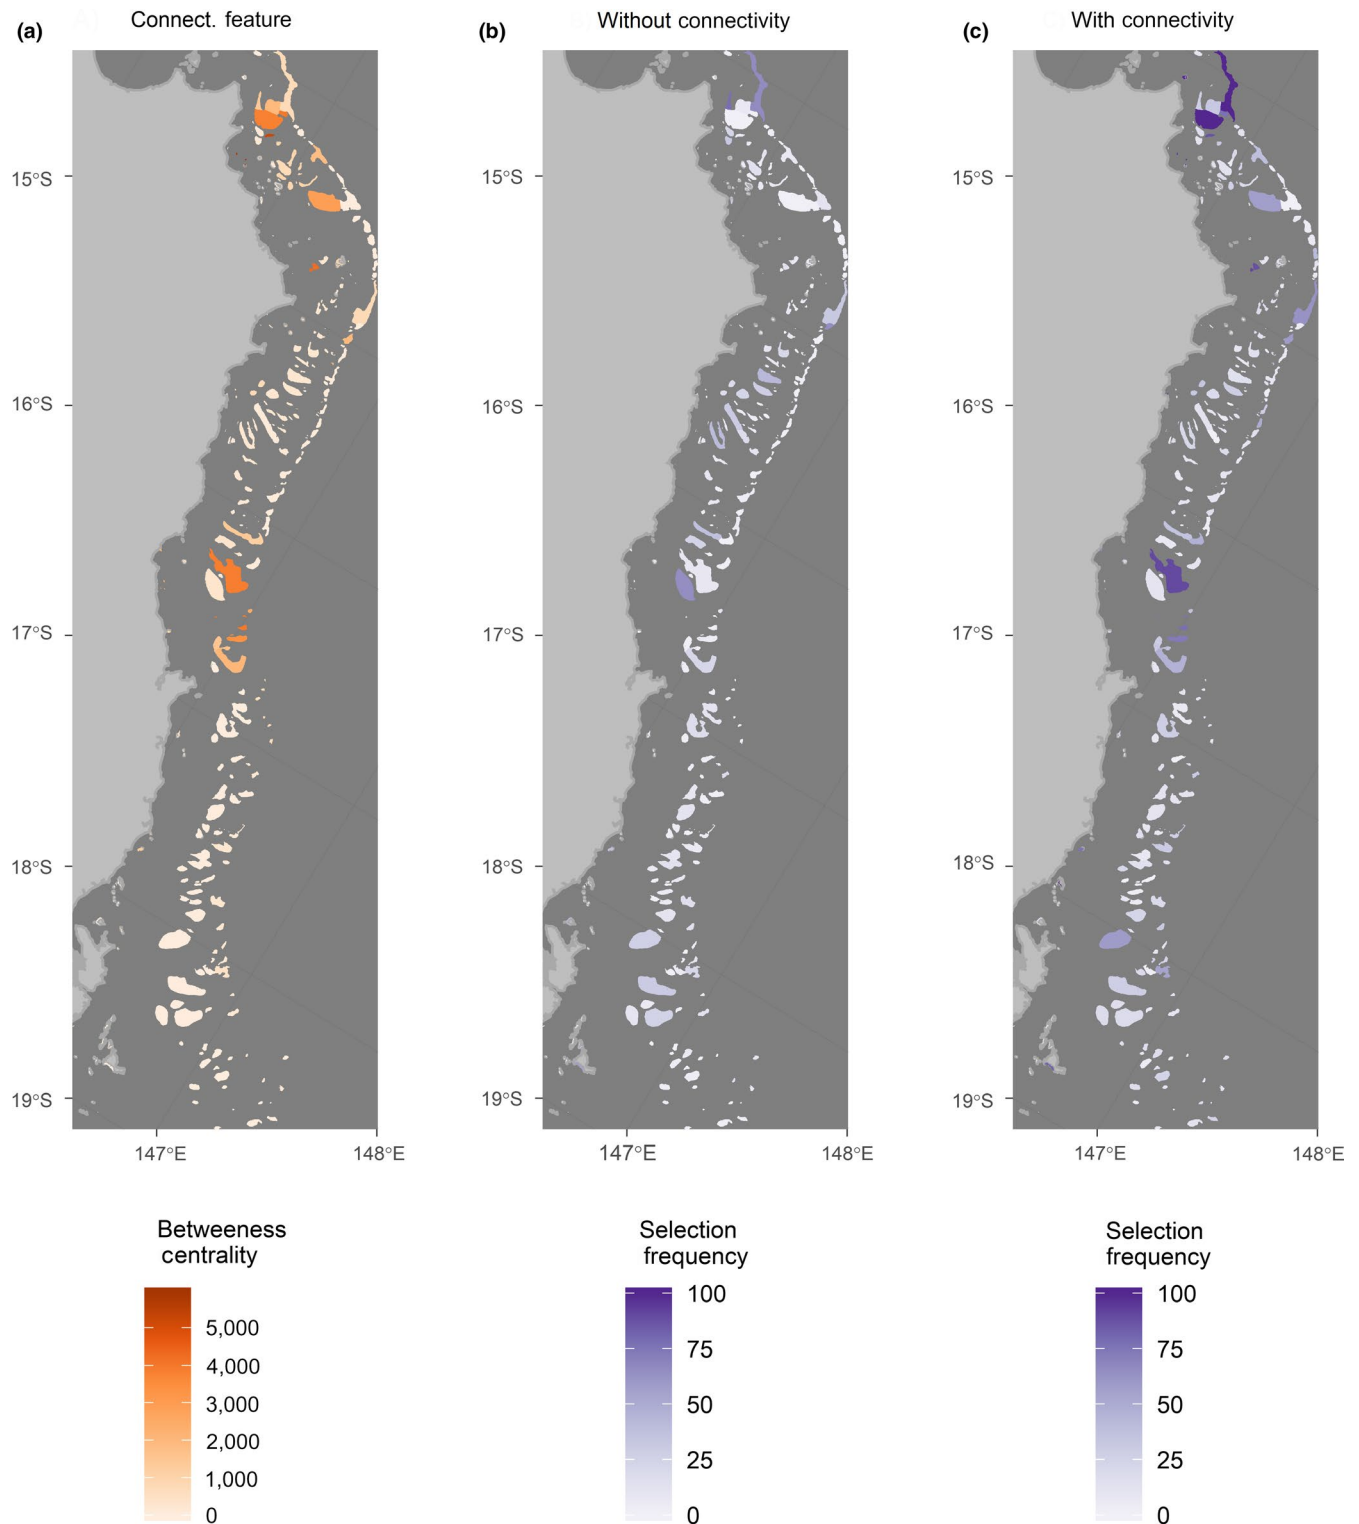 (a) Connect. feature
(b) Without connectivity
(c) With connectivity
15°S
16°S
17°S
18°S
19°S
147°E 148°E
15°S
16°S
17°S
18°S
19°S
147°E 148°E
15°S
16°S
17°S
18°S
19°S
147°E 148°E
Betweeness
centrality
5,000
4,000
3,000
2,000
1,000
0
Selection
frequency
100
75
50
25
0
Selection
frequency
100
75
50
25
0